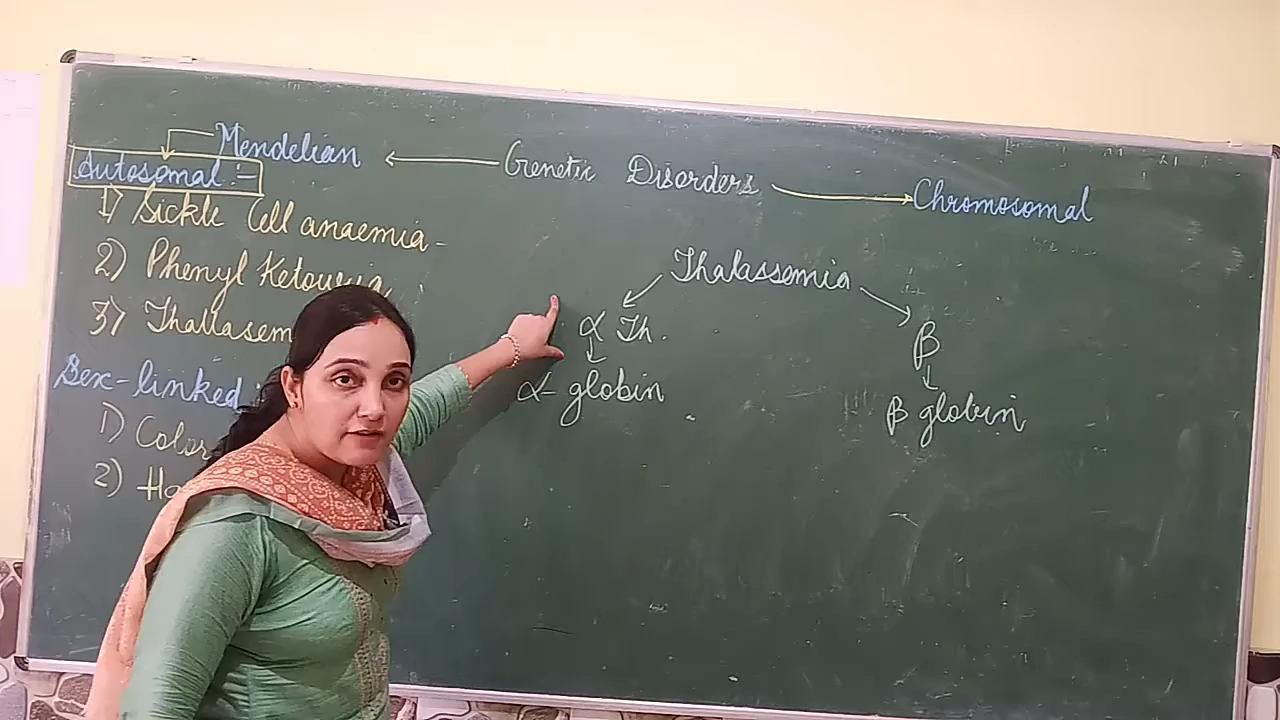 Mendelian ← Genetic Disorders → Chromosomal
Autosomal :-
1) Sickle Cell anaemia -
2) Phenyl Ketouria
3) Thallasem
Sex-linked
1) Color
2) Ha
Thalassemia
α Th. β
α- globin β globin